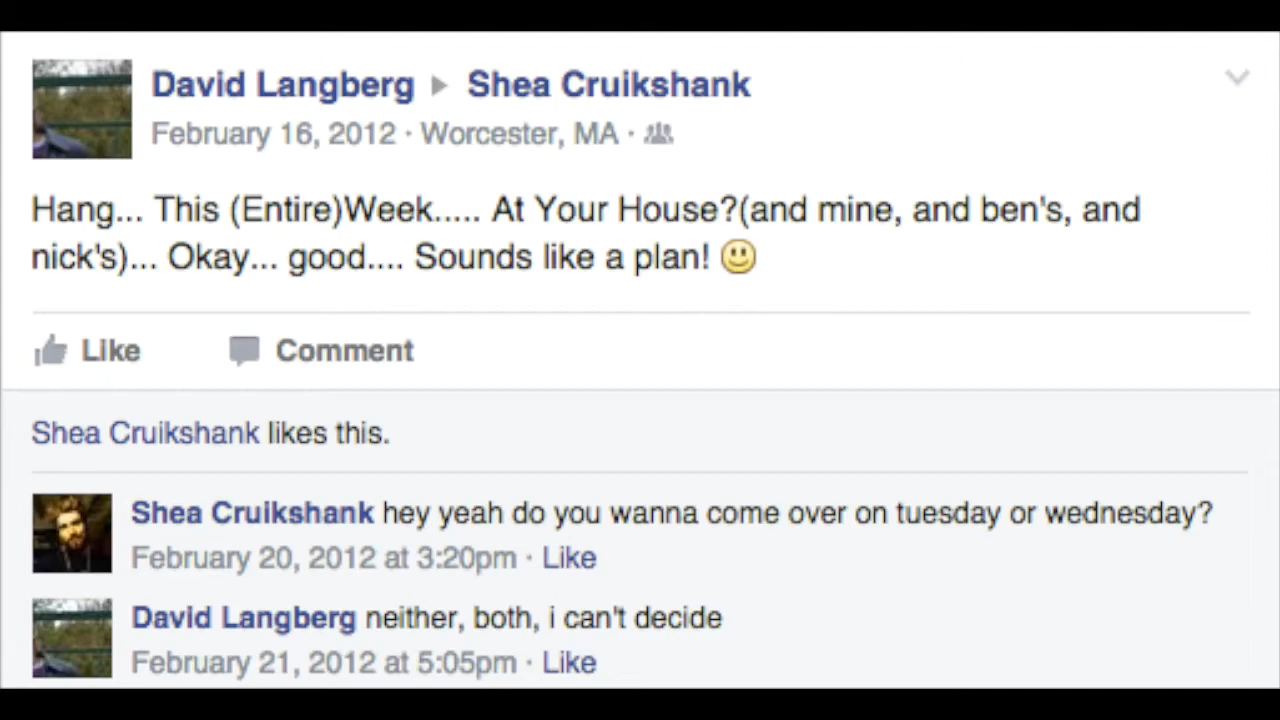 David Langberg ▶ Shea Cruikshank
February 16, 2012 · Worcester, MA ·
Hang... This (Entire)Week..... At Your House?(and mine, and ben's, and
nick's)... Okay... good.... Sounds like a plan! 🙂
Like Comment
Shea Cruikshank likes this.
Shea Cruikshank hey yeah do you wanna come over on tuesday or wednesday?
February 20, 2012 at 3:20pm · Like
David Langberg neither, both, i can't decide
February 21, 2012 at 5:05pm · Like